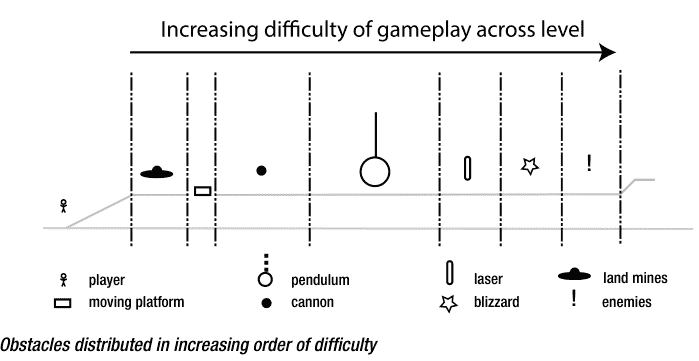 Increasing difficulty of gameplay across level
!
player
pendulum
laser
land mines
moving platform
cannon
blizzard
! enemies
Obstacles distributed in increasing order of difficulty